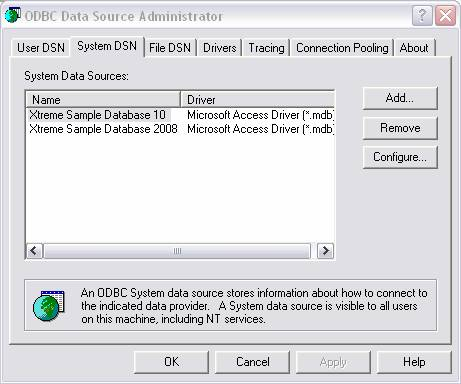 ODBC Data Source Administrator
User DSN System DSN File DSN Drivers Tracing Connection Pooling About
System Data Sources:
Name Driver
Xtreme Sample Database 10 Microsoft Access Driver (*.mdb)
Xtreme Sample Database 2008 Microsoft Access Driver (*.mdb)
Add...
Remove
Configure...
An ODBC System data source stores information about how to connect to
the indicated data provider. A System data source is visible to all users
on this machine, including NT services.
OK Cancel Apply Help